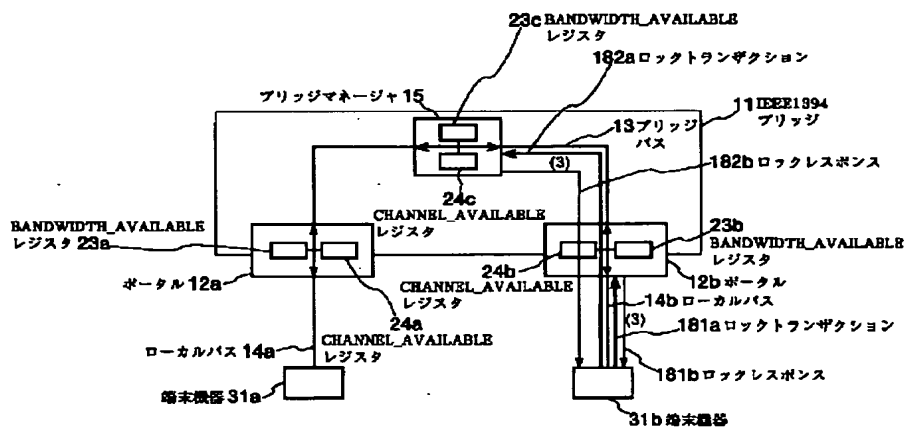 23c BANDWIDTH_AVAILABLE
レジスタ
182a ロックトランザクション
ブリッジマネージャ 15
11 IEEE1394
ブリッジ
13 ブリッジ
バス
(3)
182b ロックレスポンス
24c
CHANNEL_AVAILABLE
レジスタ
BANDWIDTH_AVAILABLE
レジスタ 23a
23b
BANDWIDTH_AVAILABLE
レジスタ
24b
CHANNEL_AVAILABLE
レジスタ
ポータル 12a
12b ポータル
14b ローカルバス
24a
CHANNEL_AVAILABLE
レジスタ
(3)
181a ロックトランザクション
ローカルバス 14a
181b ロックレスポンス
端末機器 31a
31b 端末機器